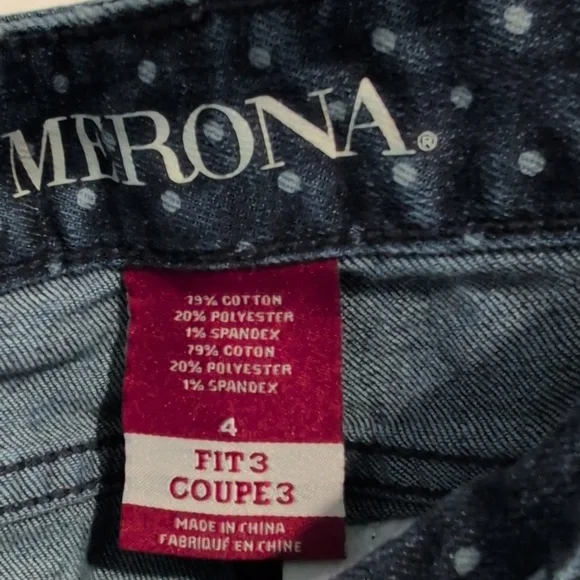 MERONA®
79% COTTON
20% POLYESTER
1% SPANDEX
79% COTON
20% POLYESTER
1% SPANDEX
4
FIT 3
COUPE 3
MADE IN CHINA
FABRIQUÉ EN CHINE